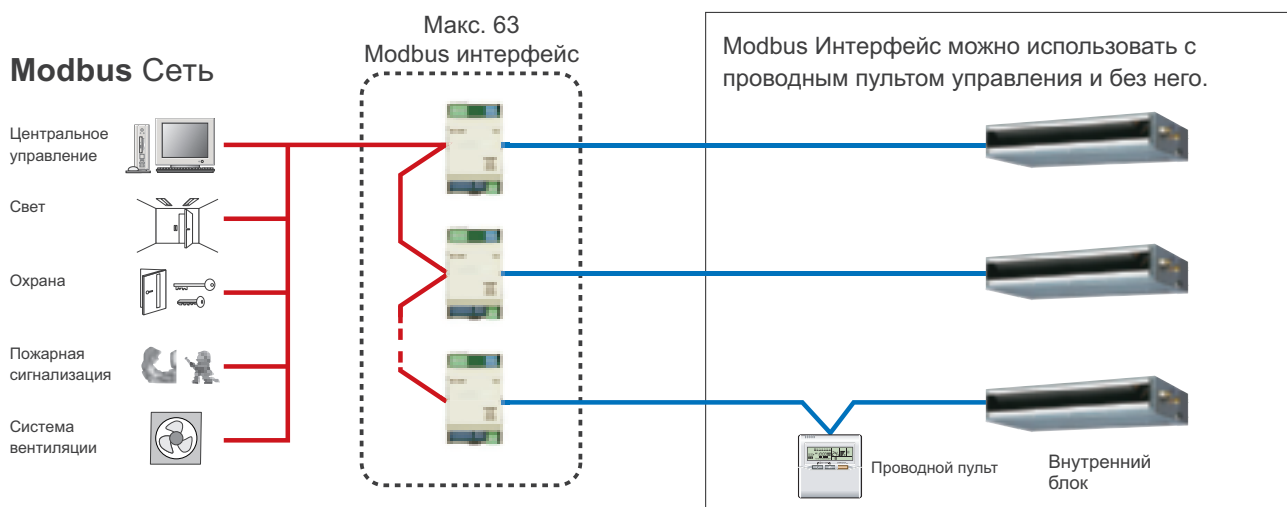 Макс. 63
Modbus интерфейс
Modbus Сеть
Modbus Интерфейс можно использовать с
проводным пультом управления и без него.
Центральное
управление
Свет
Охрана
Пожарная
сигнализация
Система
вентиляции
Проводной пульт
Внутренний
блок